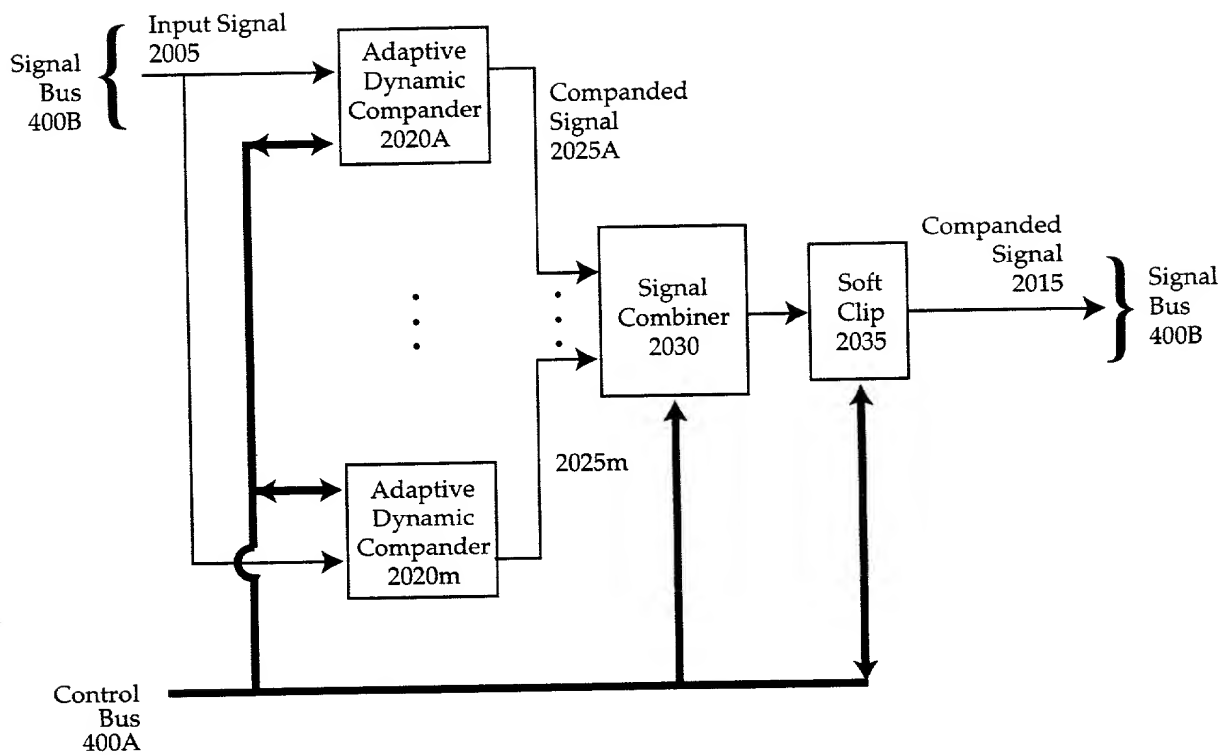 Input Signal
2005
Signal
Bus
400B
Adaptive
Dynamic
Compander
2020A
Companded
Signal
2025A
Signal
Combiner
2030
Soft
Clip
2035
Companded
Signal
2015
Signal
Bus
400B
2025m
Adaptive
Dynamic
Compander
2020m
Control
Bus
400A